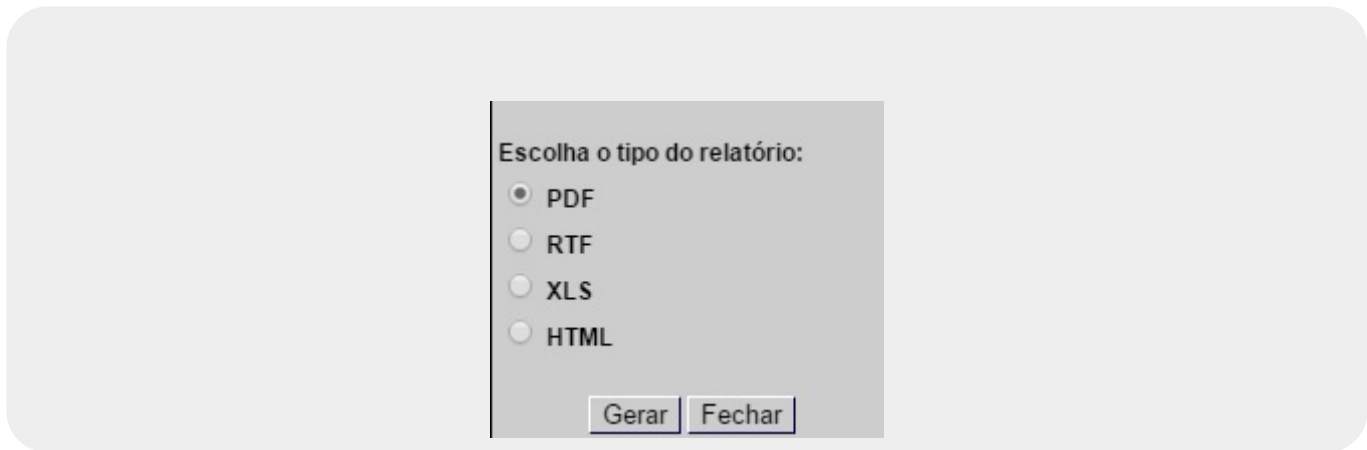 Escolha o tipo do relatório:
PDF
RTF
XLS
HTML
Gerar Fechar